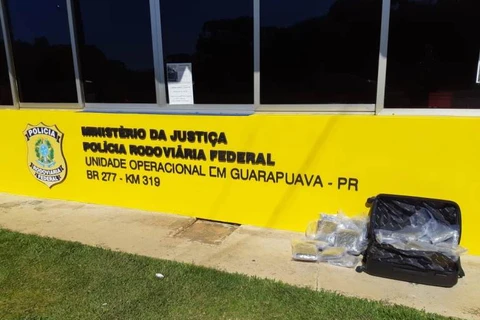 POLÍCIA
RODOVIÁRIA
FEDERAL
MINISTÉRIO DA JUSTIÇA
POLÍCIA RODOVIÁRIA FEDERAL
UNIDADE OPERACIONAL EM GUARAPUAVA - PR
BR 277 - KM 319